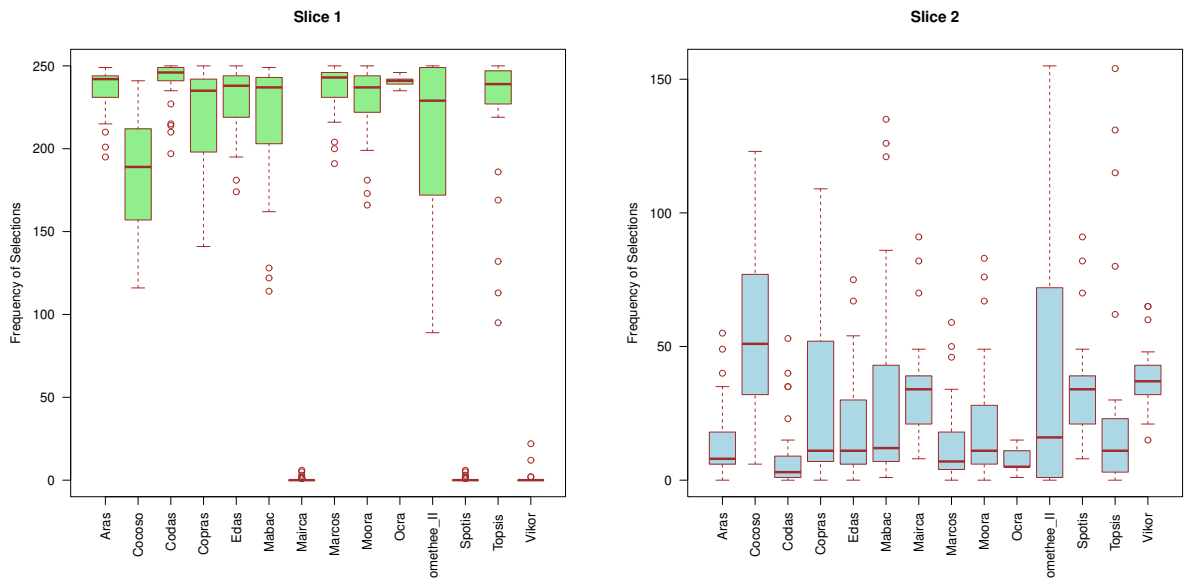 Slice 1
Frequency of Selections
250
200
150
100
50
0
Aras
Cocoso
Codas
Copras
Edas
Mabac
Mairca
Marcos
Moora
Ocra
omethee_II
Spotis
Topsis
Vikor
Slice 2
Frequency of Selections
150
100
50
0
Aras
Cocoso
Codas
Copras
Edas
Mabac
Mairca
Marcos
Moora
Ocra
omethee_II
Spotis
Topsis
Vikor